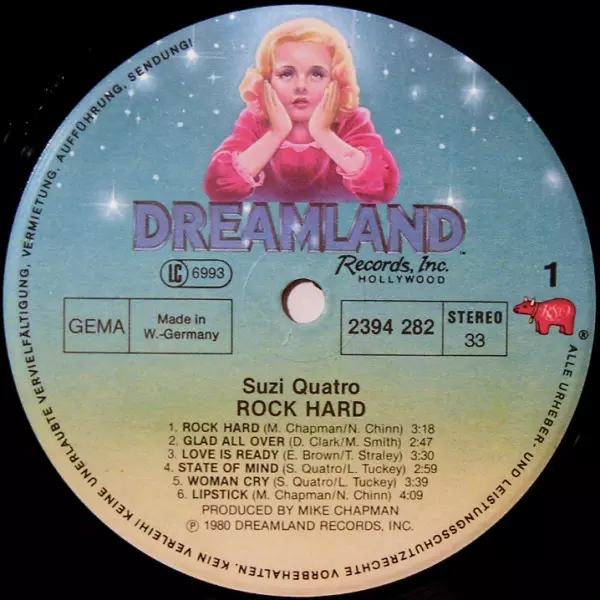 ALLE URHEBER- UND LEISTUNGSSCHUTZRECHTE VORBEHALTEN. KEIN VERLEIH! KEINE UNERLAUBTE VERVIELFÄLTIGUNG, VERMIETUNG, AUFFÜHRUNG, SENDUNG!
DREAMLAND
™
Records, Inc.
HOLLYWOOD
LC 6993
1
GEMA
Made in
W.-Germany
2394 282
STEREO
33
RSO
®
Suzi Quatro
ROCK HARD
1. ROCK HARD (M. Chapman/N. Chinn) 3:18
2. GLAD ALL OVER (D. Clark/M. Smith) 2:47
3. LOVE IS READY (E. Brown/T. Straley) 3:30
4. STATE OF MIND (S. Quatro/L. Tuckey) 2:59
5. WOMAN CRY (S. Quatro/L. Tuckey) 3:39
6. LIPSTICK (M. Chapman/N. Chinn) 4:09
PRODUCED BY MIKE CHAPMAN
℗ 1980 DREAMLAND RECORDS, INC.